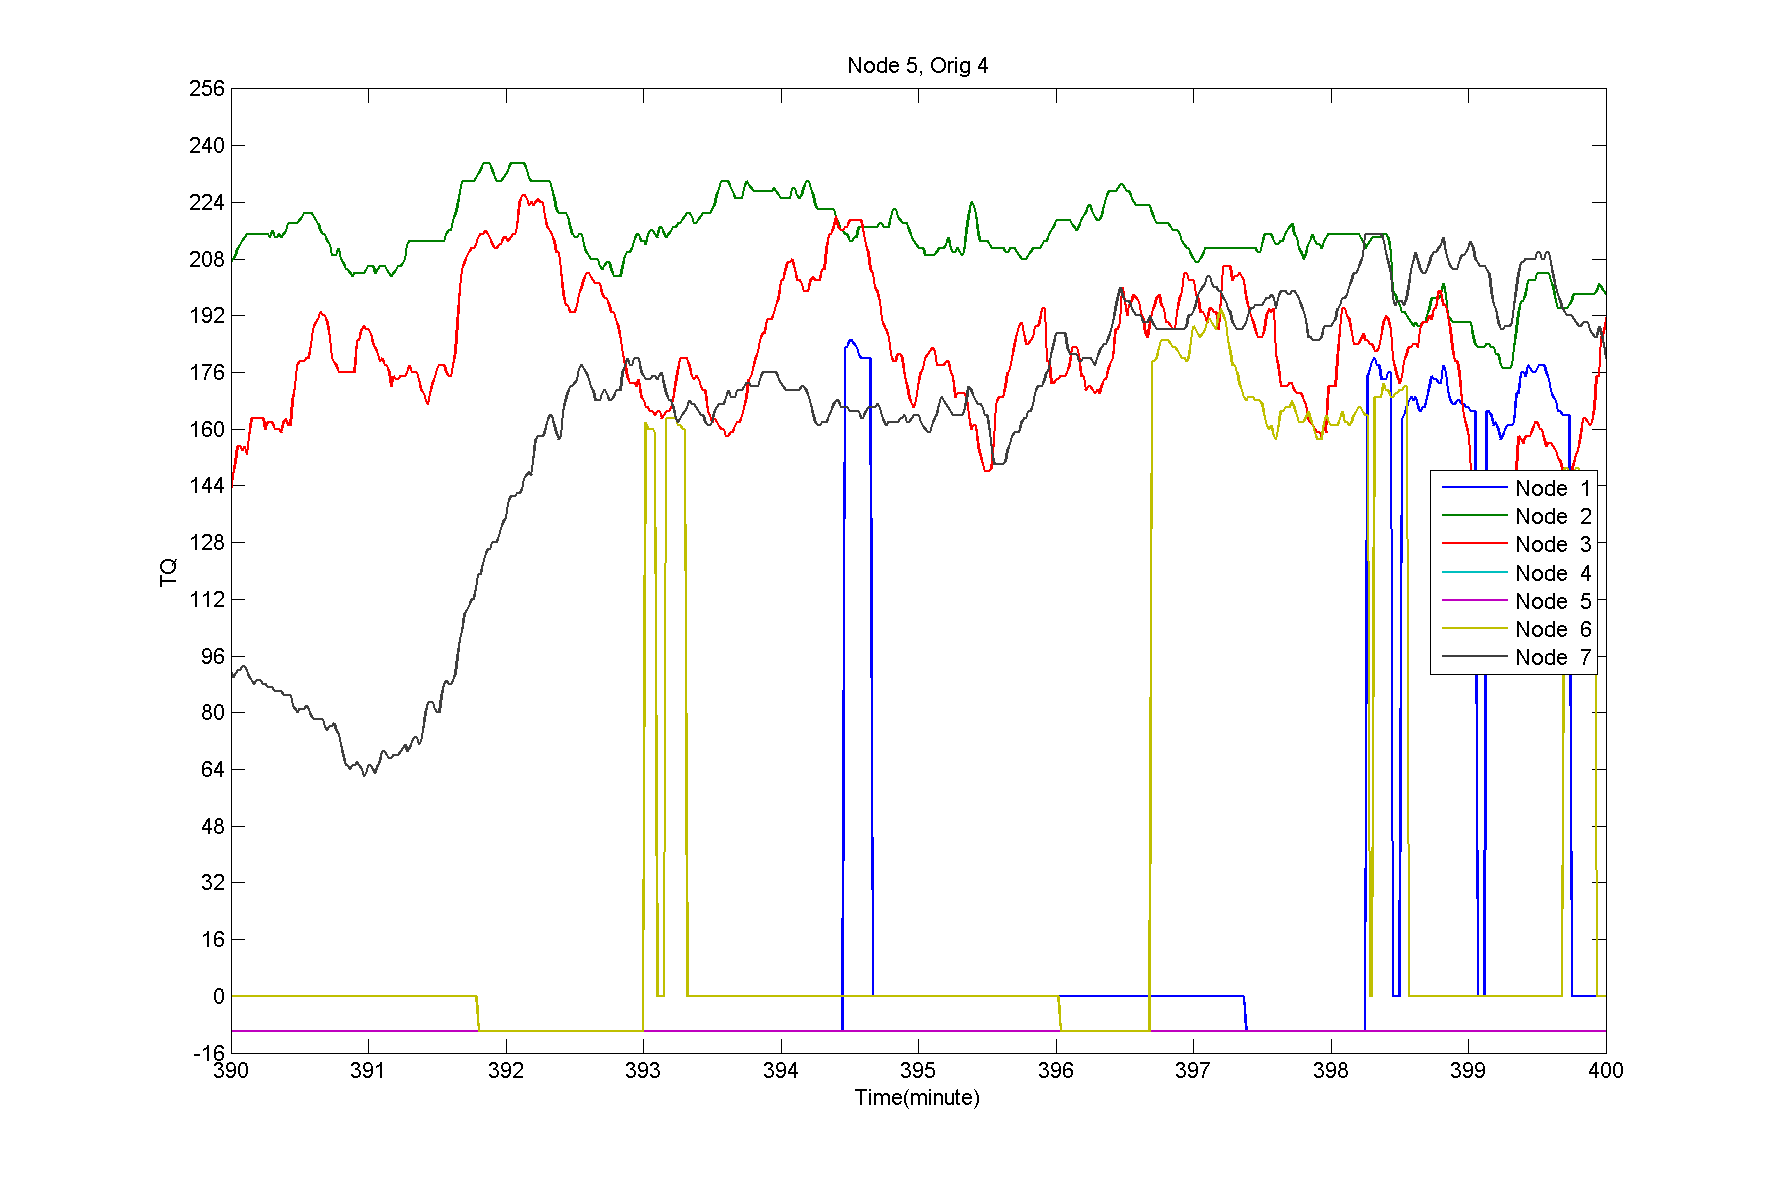 Node 5, Orig 4
256
240
224
208
192
176
160
144
128
112
96
80
64
48
32
16
0
-16
TQ
390 391 392 393 394 395 396 397 398 399 400
Time(minute)
Node 1
Node 2
Node 3
Node 4
Node 5
Node 6
Node 7